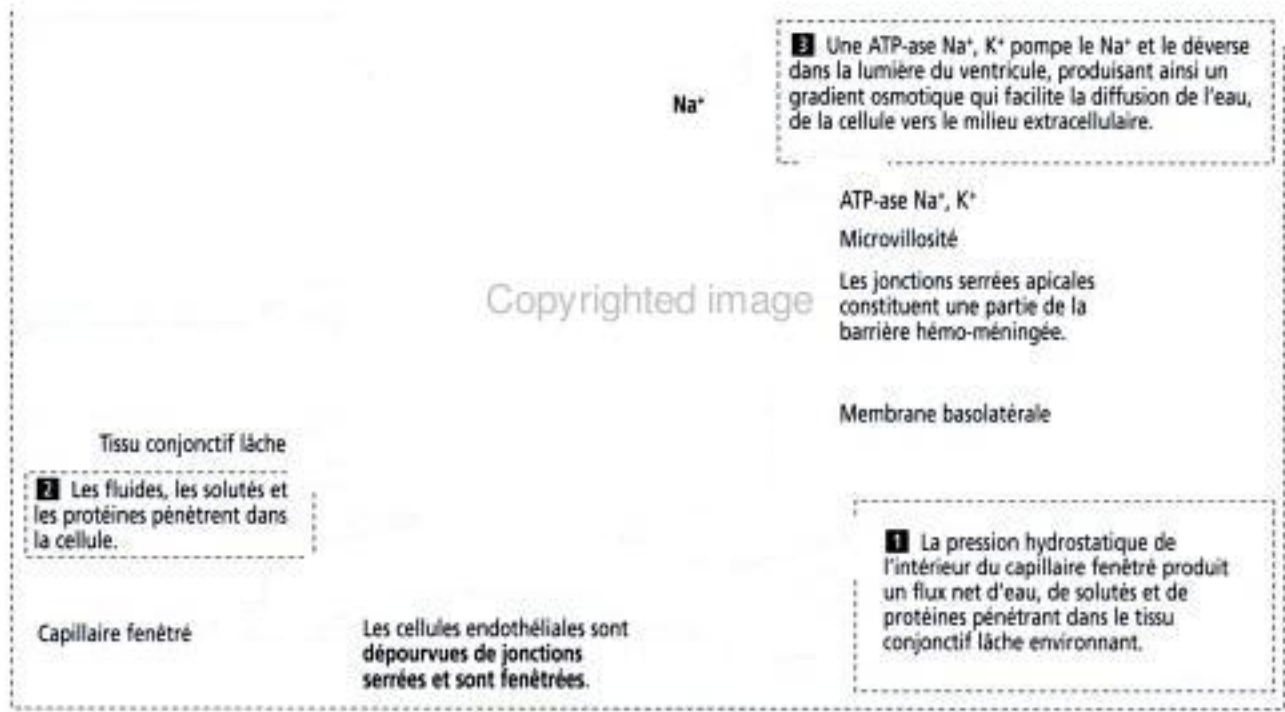 3 Une ATP-ase Na⁺, K⁺ pompe le Na⁺ et le déverse
dans la lumière du ventricule, produisant ainsi un
gradient osmotique qui facilite la diffusion de l'eau,
de la cellule vers le milieu extracellulaire.
Na⁺
ATP-ase Na⁺, K⁺
Microvillosité
Les jonctions serrées apicales
constituent une partie de la
barrière hémo-méningée.
Copyrighted image
Membrane basolatérale
Tissu conjonctif lâche
2 Les fluides, les solutés et
les protéines pénètrent dans
la cellule.
1 La pression hydrostatique de
l'intérieur du capillaire fenêtré produit
un flux net d'eau, de solutés et de
protéines pénétrant dans le tissu
conjonctif lâche environnant.
Capillaire fenêtré
Les cellules endothéliales sont
dépourvues de jonctions
serrées et sont fenêtrées.